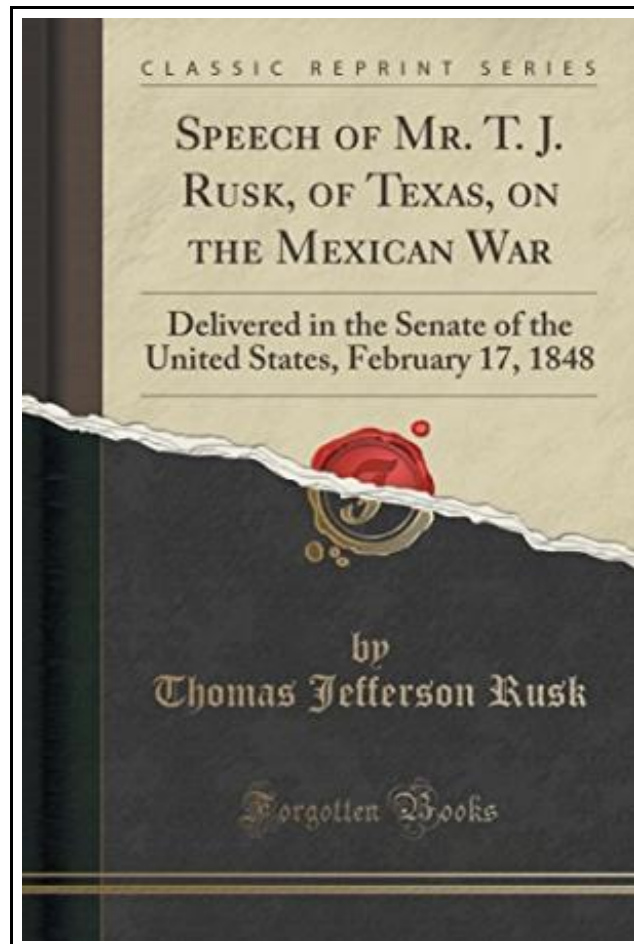 CLASSIC REPRINT SERIES
SPEECH OF MR. T. J.
RUSK, OF TEXAS, ON
THE MEXICAN WAR
Delivered in the Senate of the
United States, February 17, 1848
F
by
Thomas Jefferson Rusk
Forgotten Books